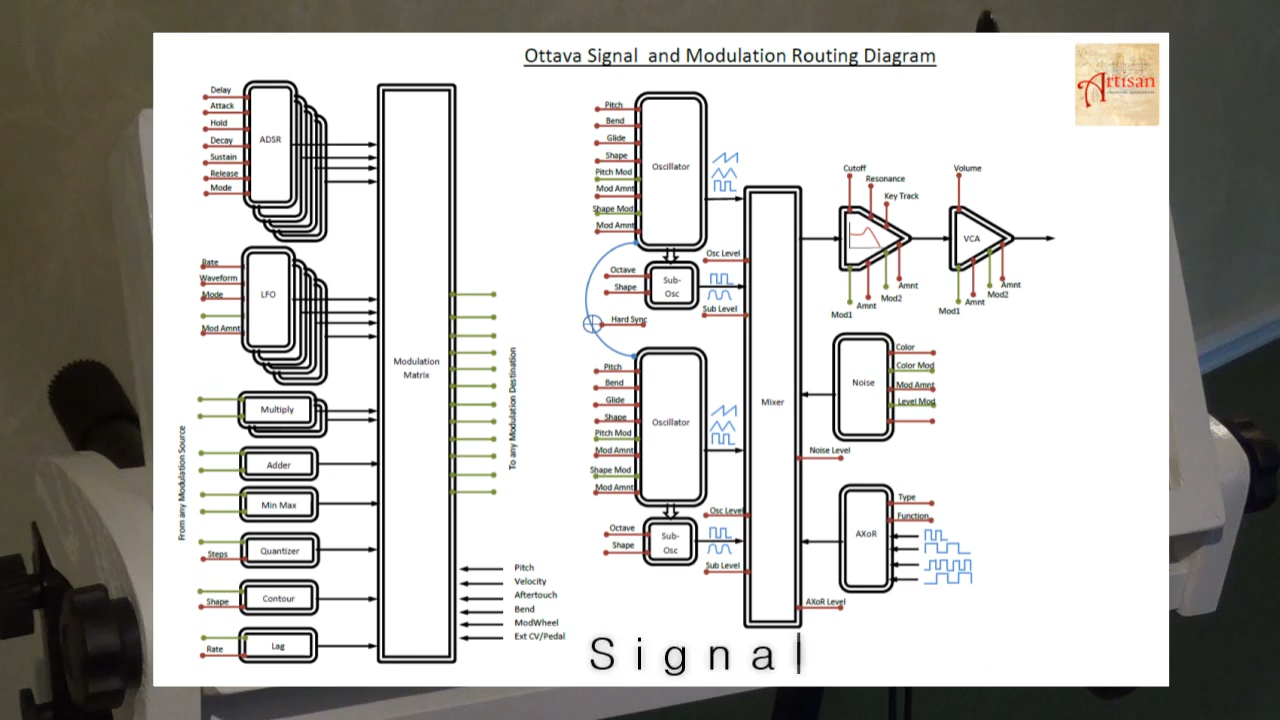 Ottava Signal and Modulation Routing Diagram
Artisan
Delay
Attack
Hold
Decay
Sustain
Release
Mode
ADSR
Rate
Waveform
Mode
Mod Amnt
LFO
Multiply
Adder
Min Max
Steps
Quantizer
Shape
Contour
Rate
Lag
From any Modulation Source
Modulation
Matrix
To any Modulation Destination
Pitch
Velocity
Aftertouch
Bend
ModWheel
Ext CV/Pedal
Pitch
Bend
Glide
Shape
Pitch Mod
Mod Amnt
Shape Mod
Mod Amnt
Oscillator
Octave
Shape
Sub-
Osc
Osc Level
Sub Level
Hard Sync
Pitch
Bend
Glide
Shape
Pitch Mod
Mod Amnt
Shape Mod
Mod Amnt
Oscillator
Octave
Shape
Sub-
Osc
Osc Level
Sub Level
Mixer
Cutoff
Resonance
Key Track
Mod1
Amnt
Mod2
Amnt
Volume
VCA
Mod1
Amnt
Mod2
Amnt
Noise
Color
Color Mod
Mod Amnt
Level Mod
Noise Level
AXoR
Type
Function
AXoR Level
Signal